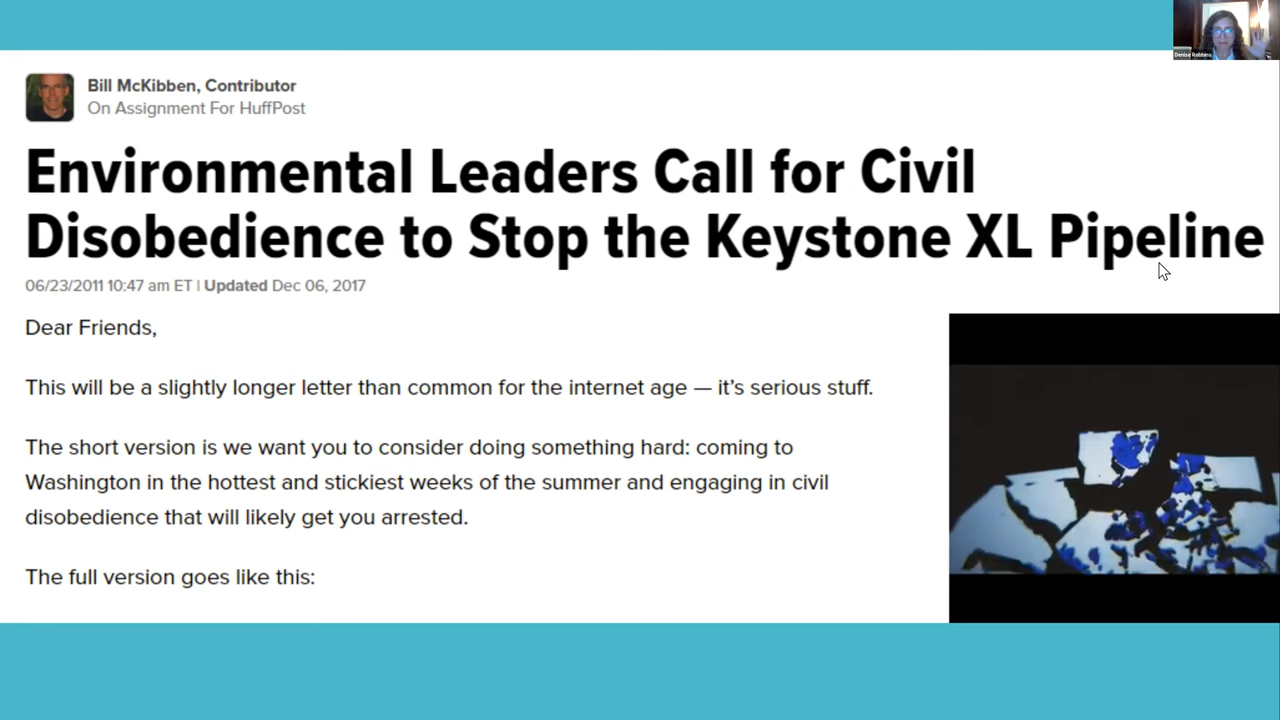 Denise Robbins
Bill McKibben, Contributor
On Assignment For HuffPost
Environmental Leaders Call for Civil
Disobedience to Stop the Keystone XL Pipeline
06/23/2011 10:47 am ET | Updated Dec 06, 2017
Dear Friends,
This will be a slightly longer letter than common for the internet age — it’s serious stuff.
The short version is we want you to consider doing something hard: coming to
Washington in the hottest and stickiest weeks of the summer and engaging in civil
disobedience that will likely get you arrested.
The full version goes like this: